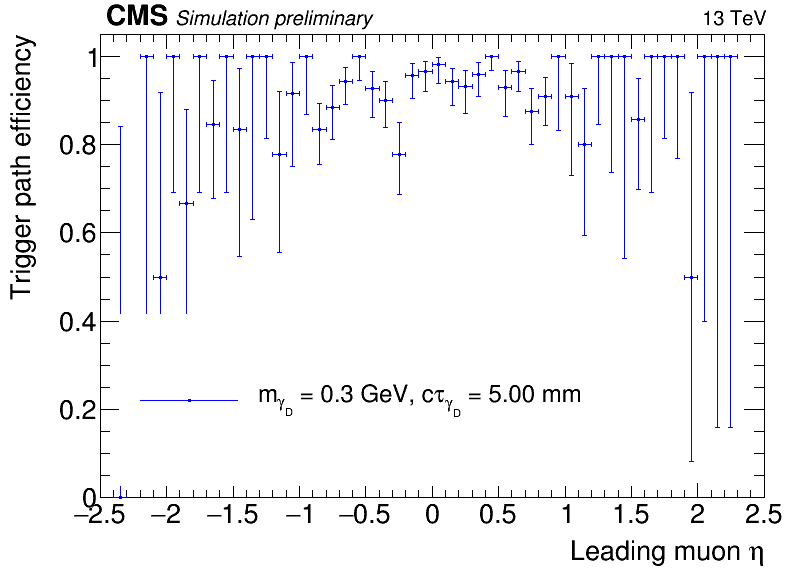 CMS Simulation preliminary 13 TeV
Trigger path efficiency
1
0.8
0.6
0.4
0.2
0
m_γ_D = 0.3 GeV, cτ_γ_D = 5.00 mm
−2.5 −2 −1.5 −1 −0.5 0 0.5 1 1.5 2 2.5
Leading muon η